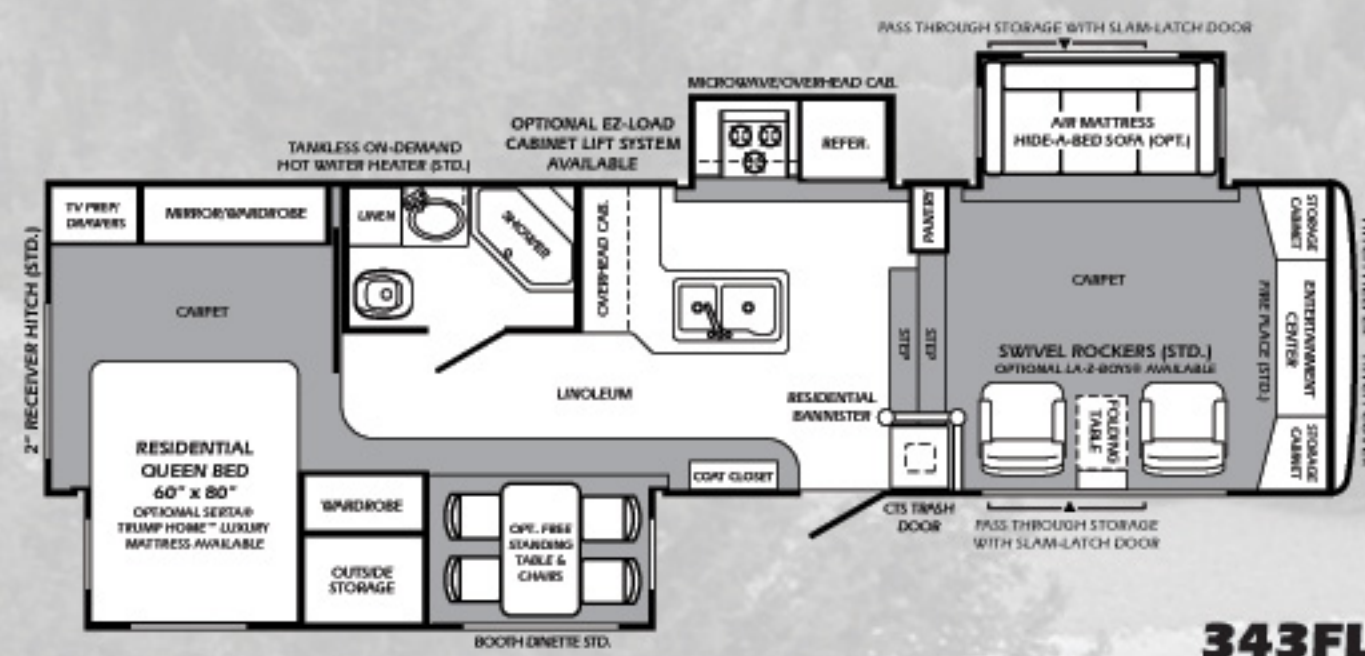 PASS THROUGH STORAGE WITH SLAM-LATCH DOOR
MICROWAVE/OVERHEAD CAB.
OPTIONAL EZ-LOAD
CABINET LIFT SYSTEM
AVAILABLE
TANKLESS ON-DEMAND
HOT WATER HEATER (STD.)
REFER.
AIR MATTRESS
HIDE-A-BED SOFA (OPT.)
TV PREP/
DRAWERS
MIRROR/WARDROBE
LINEN
SHOWER
OVERHEAD CAB.
PANTRY
STORAGE
CABINET
2" RECEIVER HITCH (STD.)
CARPET
CARPET
ENTERTAINMENT
CENTER
FIRE PLACE (STD.)
STEP
STEP
SWIVEL ROCKERS (STD.)
OPTIONAL LA-Z-BOYS® AVAILABLE
LINOLEUM
RESIDENTIAL
BANNISTER
FOLDING
TABLE
STORAGE
CABINET
RESIDENTIAL
QUEEN BED
60" x 80"
OPTIONAL SERTA®
TRUMP HOME™ LUXURY
MATTRESS AVAILABLE
WARDROBE
OUTSIDE
STORAGE
OPT. FREE
STANDING
TABLE &
CHAIRS
COAT CLOSET
CTS TRASH
DOOR
PASS THROUGH STORAGE
WITH SLAM-LATCH DOOR
BOOTH DINETTE STD.
343FL